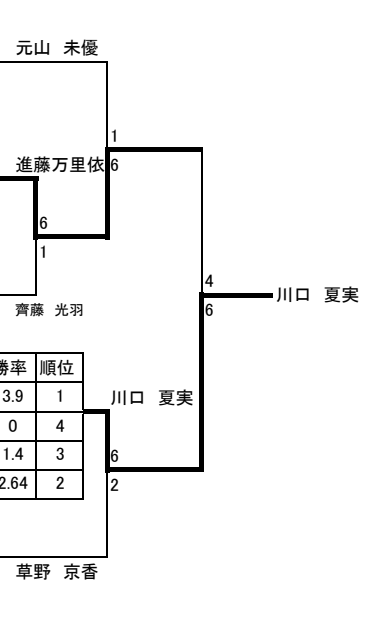 元山　未優
1
進藤万里依
6
6
1
4
川口　夏実
6
齊藤　光羽
勝率 順位
3.9 1
0 4
1.4 3
2.64 2
川口　夏実
6
2
草野　京香